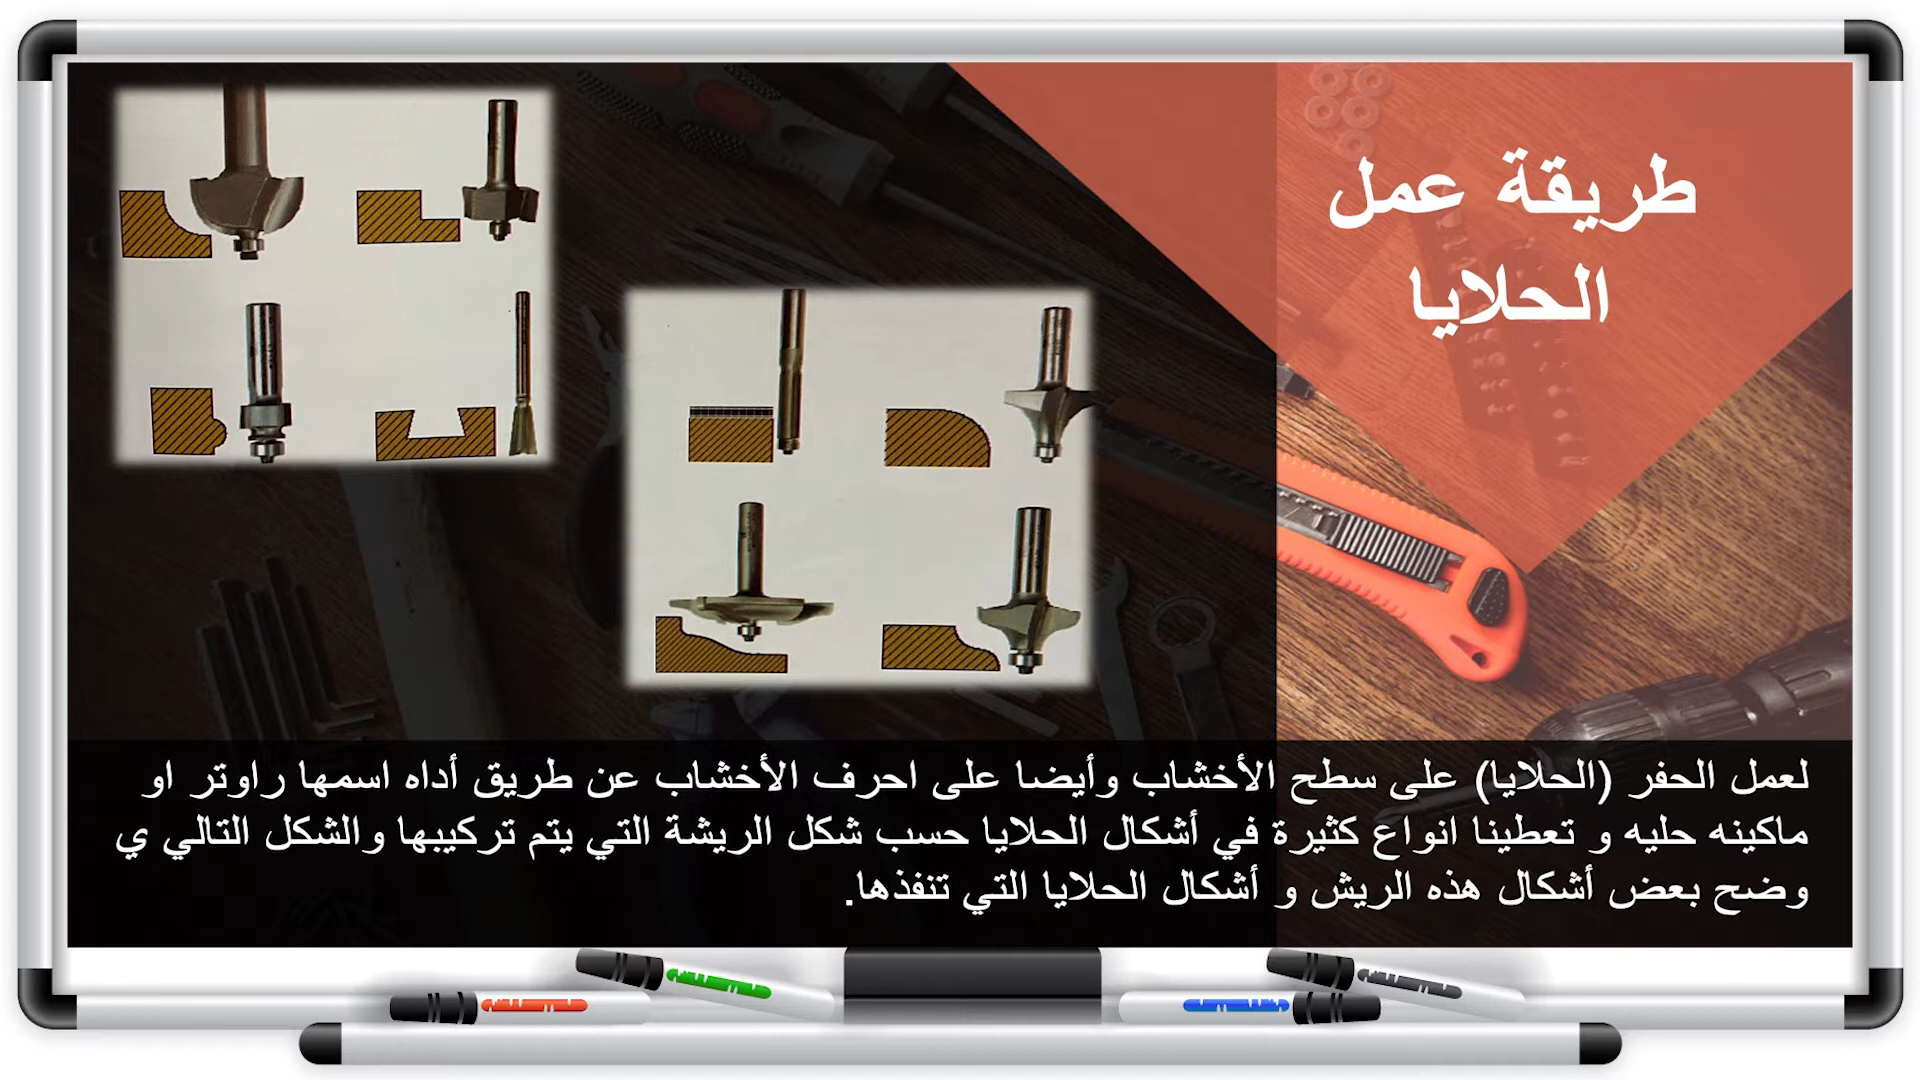 طريقة عمل
الحلايا
لعمل الحفر (الحلايا) على سطح الأخشاب وأيضا على احرف الأخشاب عن طريق أداه اسمها راوتر او
ماكينه حليه و تعطينا انواع كثيرة في أشكال الحلايا حسب شكل الريشة التي يتم تركيبها والشكل التالي ي
وضح بعض أشكال هذه الريش و أشكال الحلايا التي تنفذها.